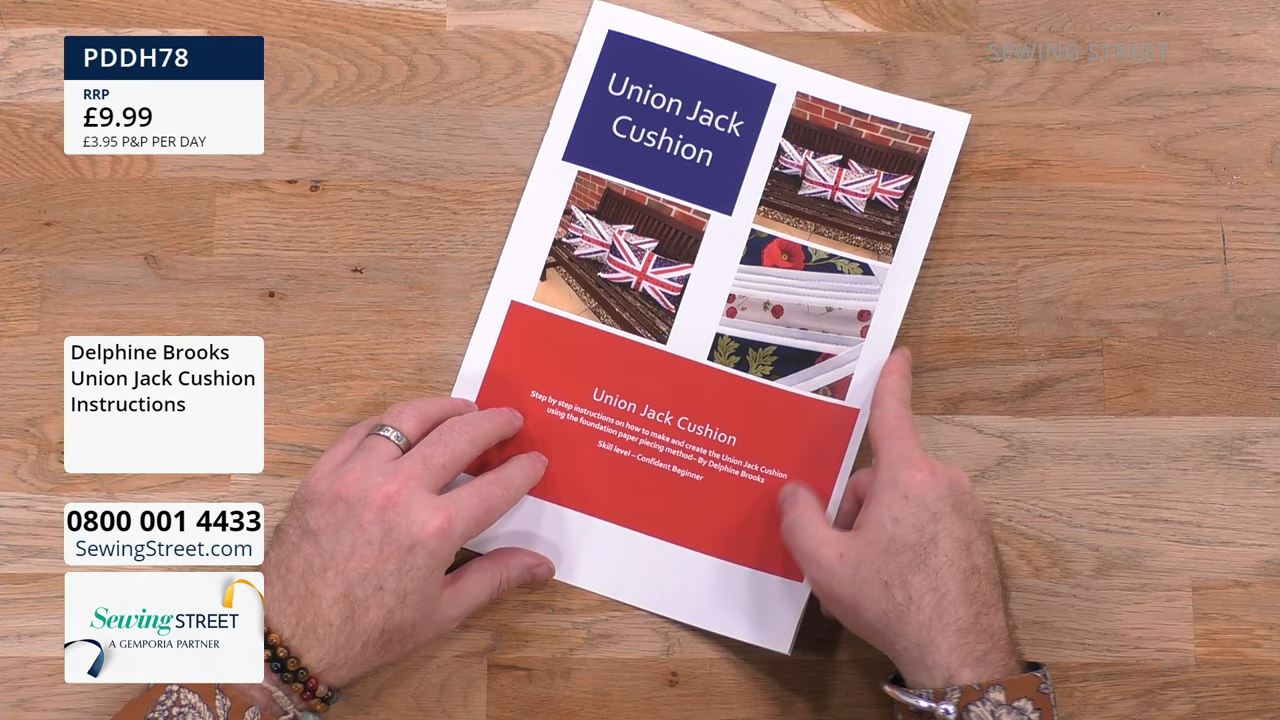 PDDH78
RRP
£9.99
£3.95 P&P PER DAY
SEWING STREET
Union Jack
Cushion
Union Jack Cushion
Step by step instructions on how to make and create the Union Jack Cushion
using the foundation paper piecing method– By Delphine Brooks
Skill level – Confident Beginner
Delphine Brooks
Union Jack Cushion
Instructions
0800 001 4433
SewingStreet.com
Sewing STREET
A GEMPORIA PARTNER